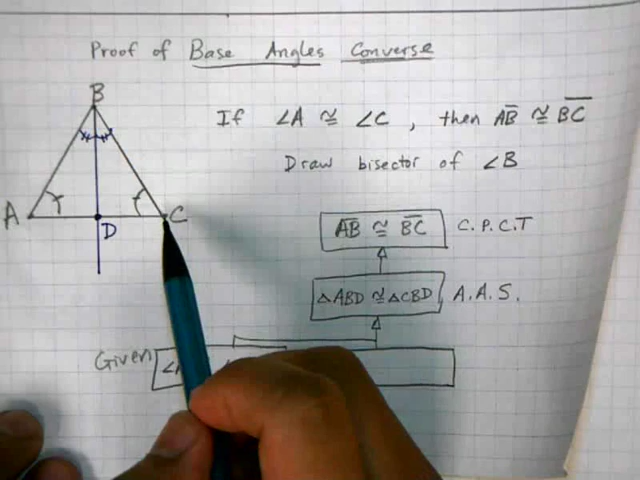 Proof of Base Angles Converse
B
If ∠A ≅ ∠C , then AB ≅ BC
Draw bisector of ∠B
A
C
D
AB ≅ BC C.P.C.T
△ABD ≅ △CBD A.A.S.
Given